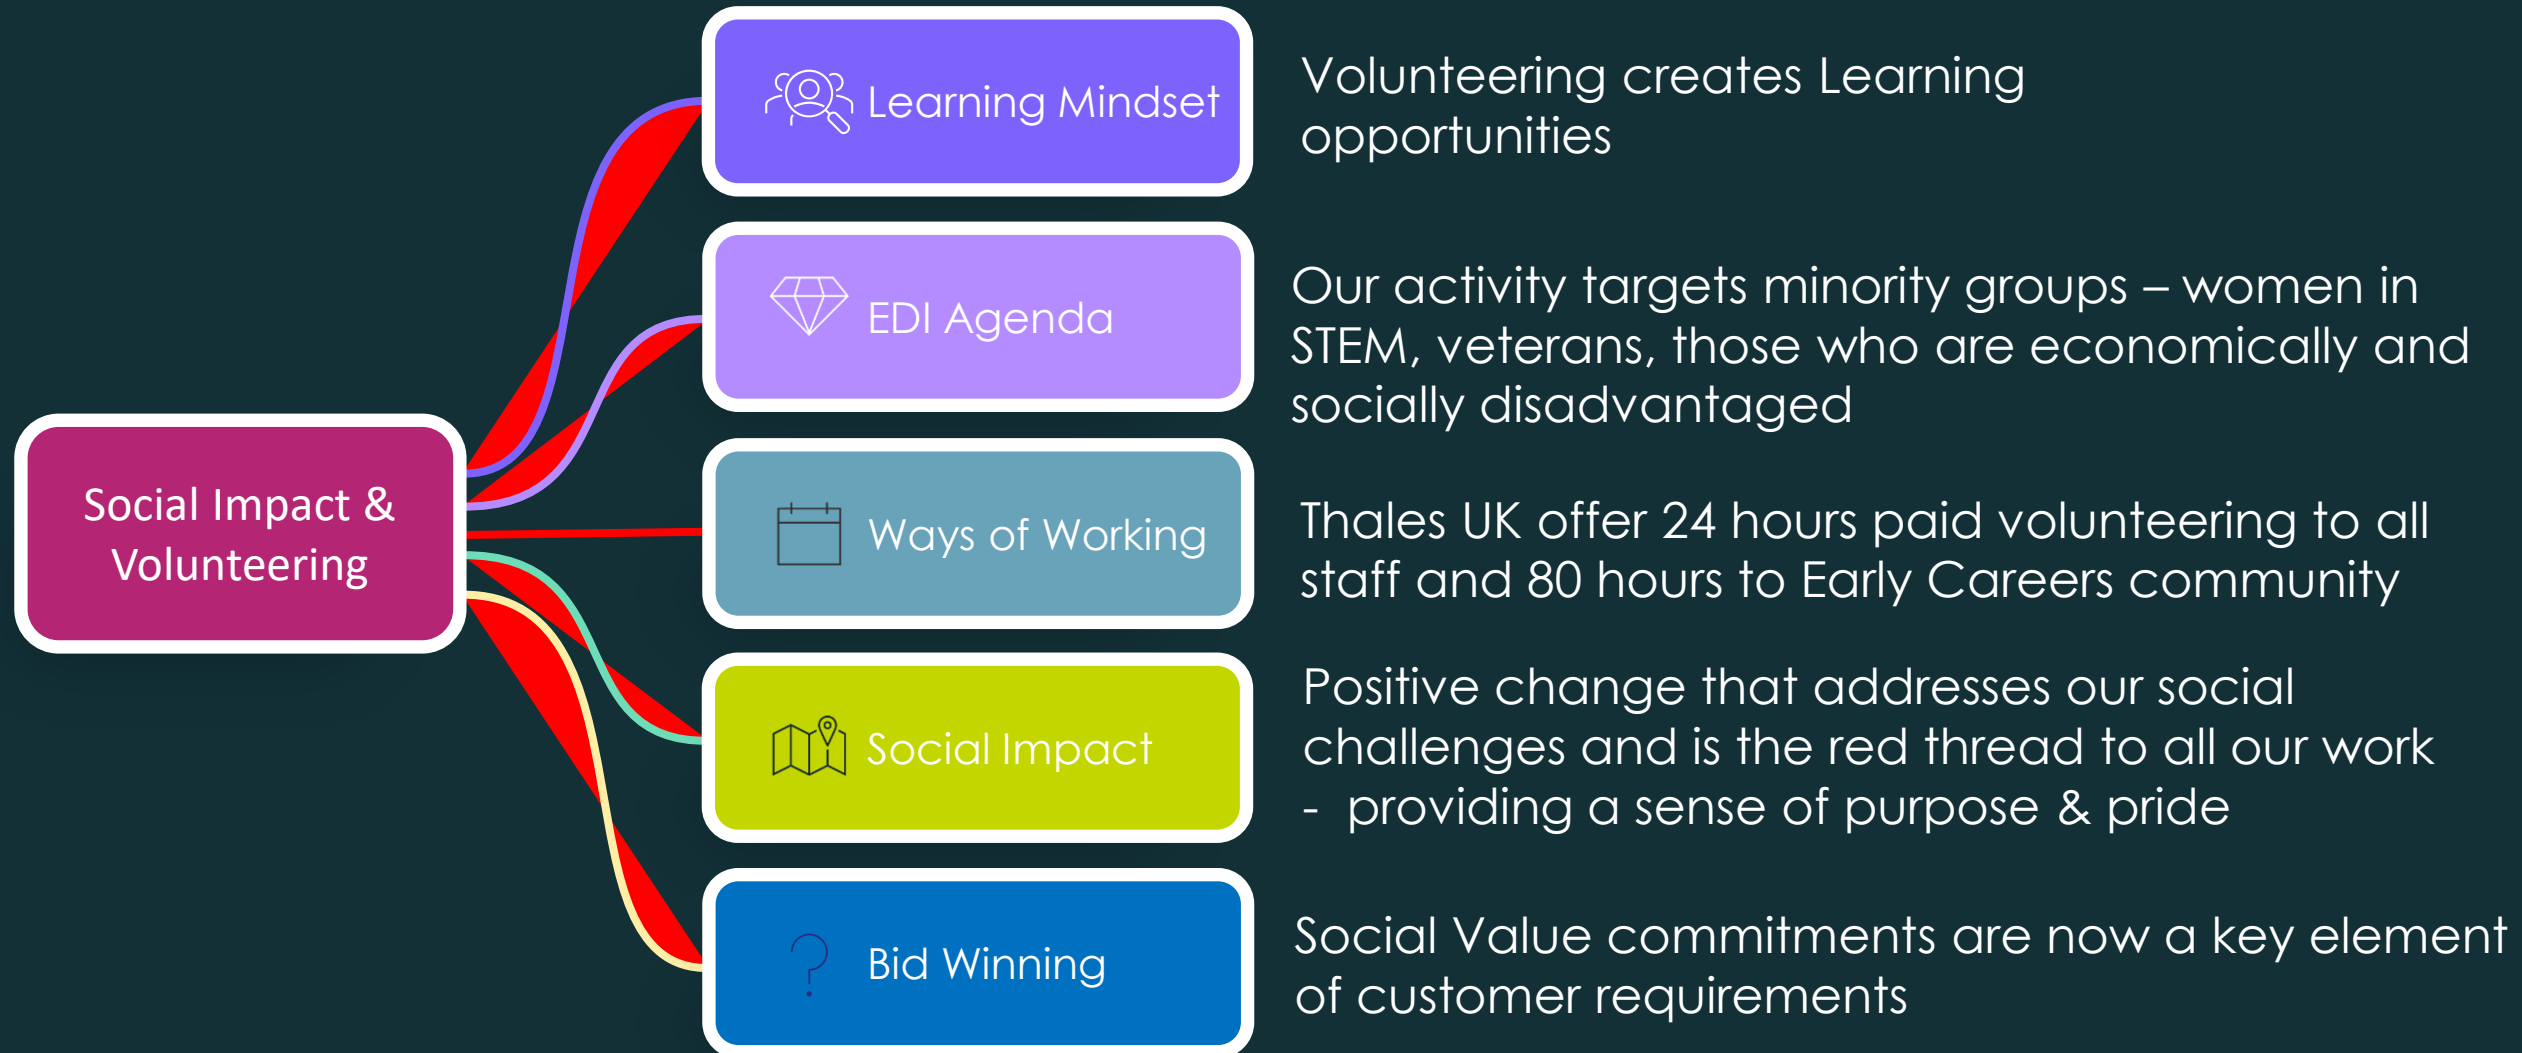 Learning Mindset
Volunteering creates Learning
opportunities
EDI Agenda
Our activity targets minority groups – women in
STEM, veterans, those who are economically and
socially disadvantaged
Social Impact &
Volunteering
Ways of Working
Thales UK offer 24 hours paid volunteering to all
staff and 80 hours to Early Careers community
Social Impact
Positive change that addresses our social
challenges and is the red thread to all our work
- providing a sense of purpose & pride
?
Bid Winning
Social Value commitments are now a key element
of customer requirements